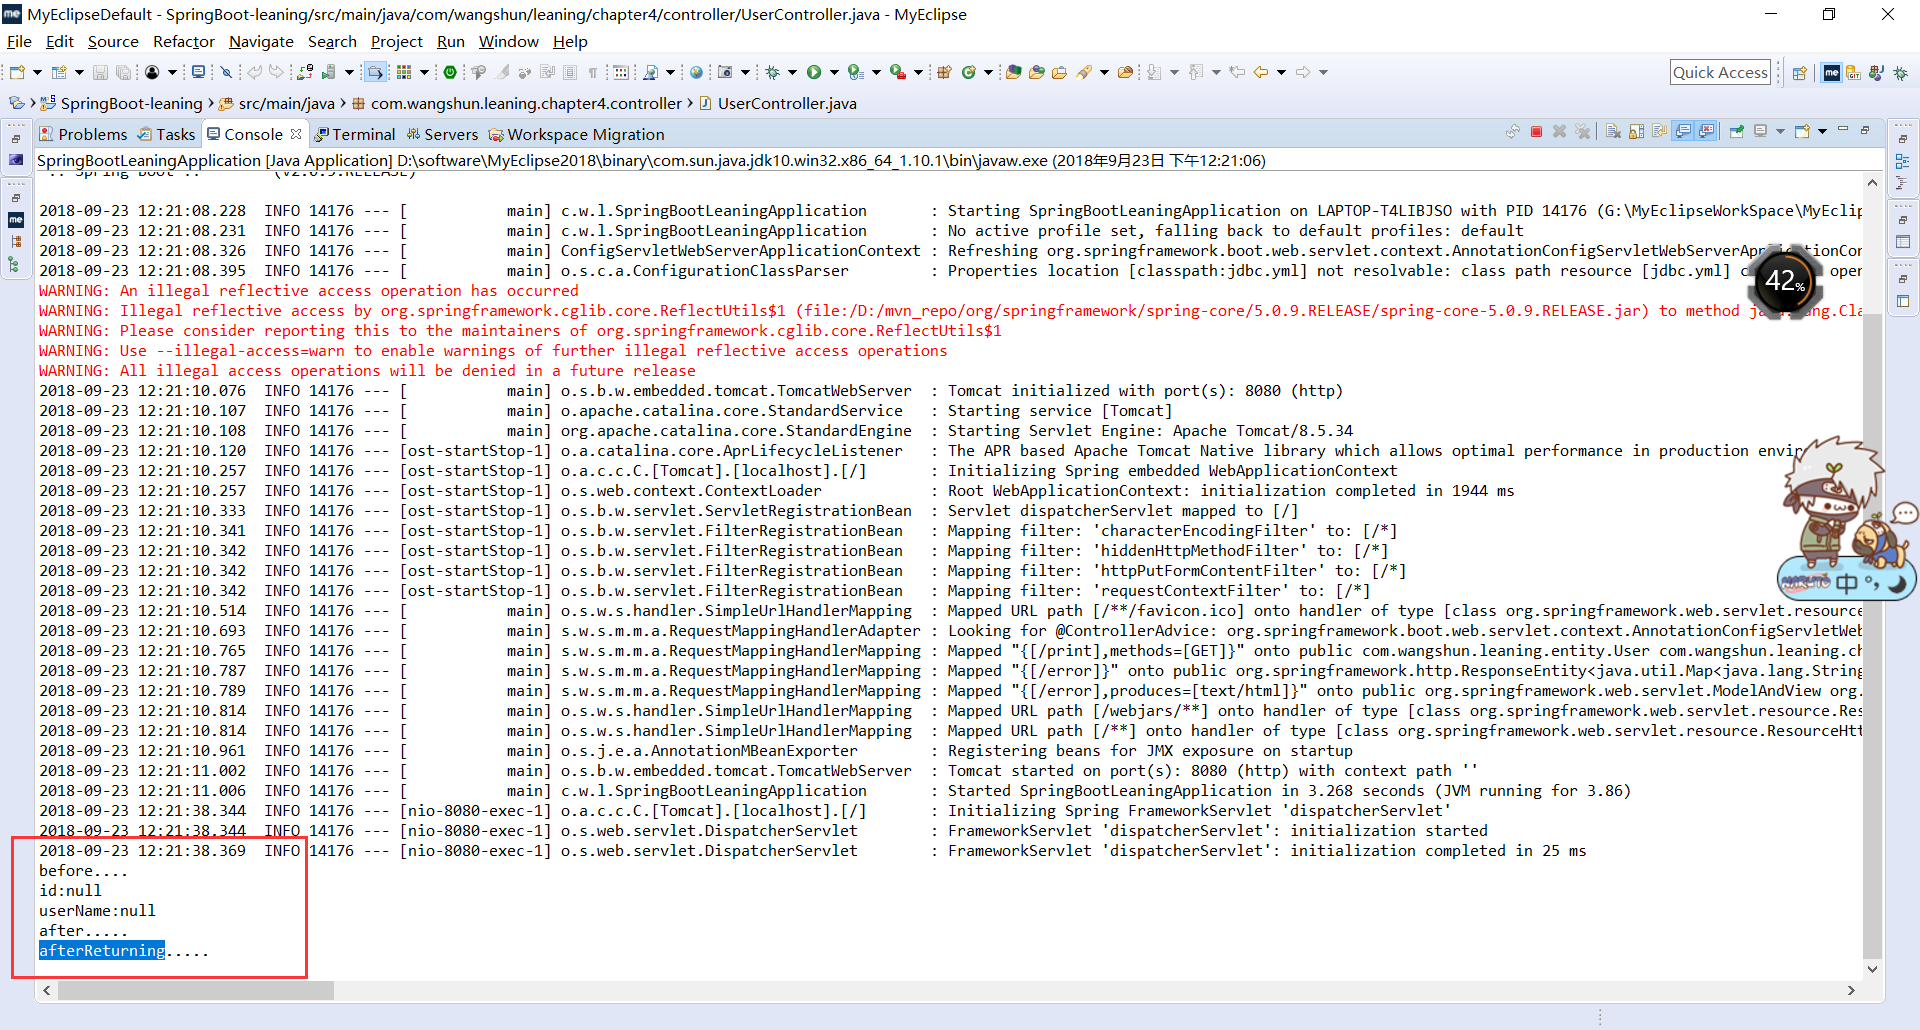 MyEclipseDefault - SpringBoot-leaning/src/main/java/com/wangshun/leaning/chapter4/controller/UserController.java - MyEclipse
File Edit Source Refactor Navigate Search Project Run Window Help
Quick Access
SpringBoot-leaning src/main/java com.wangshun.leaning.chapter4.controller UserController.java
Problems Tasks Console Terminal Servers Workspace Migration
SpringBootLeaningApplication [Java Application] D:\software\MyEclipse2018\binary\com.sun.java.jdk10.win32.x86_64_1.10.1\bin\javaw.exe (2018年9月23日 下午12:21:06)
:: Spring Boot :: (v2.0.9.RELEASE)
2018-09-23 12:21:08.228 INFO 14176 --- [ main] c.w.l.SpringBootLeaningApplication : Starting SpringBootLeaningApplication on LAPTOP-T4LIBJSO with PID 14176 (G:\MyEclipseWorkSpace\MyEclip
2018-09-23 12:21:08.231 INFO 14176 --- [ main] c.w.l.SpringBootLeaningApplication : No active profile set, falling back to default profiles: default
2018-09-23 12:21:08.326 INFO 14176 --- [ main] ConfigServletWebServerApplicationContext : Refreshing org.springframework.boot.web.servlet.context.AnnotationConfigServletWebServerApplicationCon
2018-09-23 12:21:08.395 INFO 14176 --- [ main] o.s.c.a.ConfigurationClassParser : Properties location [classpath:jdbc.yml] not resolvable: class path resource [jdbc.yml] c open
WARNING: An illegal reflective access operation has occurred
42%
WARNING: Illegal reflective access by org.springframework.cglib.core.ReflectUtils$1 (file:/D:/mvn_repo/org/springframework/spring-core/5.0.9.RELEASE/spring-core-5.0.9.RELEASE.jar) to method java.lang.Cla
WARNING: Please consider reporting this to the maintainers of org.springframework.cglib.core.ReflectUtils$1
WARNING: Use --illegal-access=warn to enable warnings of further illegal reflective access operations
WARNING: All illegal access operations will be denied in a future release
2018-09-23 12:21:10.076 INFO 14176 --- [ main] o.s.b.w.embedded.tomcat.TomcatWebServer : Tomcat initialized with port(s): 8080 (http)
2018-09-23 12:21:10.107 INFO 14176 --- [ main] o.apache.catalina.core.StandardService : Starting service [Tomcat]
2018-09-23 12:21:10.108 INFO 14176 --- [ main] org.apache.catalina.core.StandardEngine : Starting Servlet Engine: Apache Tomcat/8.5.34
2018-09-23 12:21:10.120 INFO 14176 --- [ost-startStop-1] o.a.catalina.core.AprLifecycleListener : The APR based Apache Tomcat Native library which allows optimal performance in production envir
2018-09-23 12:21:10.257 INFO 14176 --- [ost-startStop-1] o.a.c.c.C.[Tomcat].[localhost].[/] : Initializing Spring embedded WebApplicationContext
2018-09-23 12:21:10.257 INFO 14176 --- [ost-startStop-1] o.s.web.context.ContextLoader : Root WebApplicationContext: initialization completed in 1944 ms
2018-09-23 12:21:10.333 INFO 14176 --- [ost-startStop-1] o.s.b.w.servlet.ServletRegistrationBean : Servlet dispatcherServlet mapped to [/]
2018-09-23 12:21:10.341 INFO 14176 --- [ost-startStop-1] o.s.b.w.servlet.FilterRegistrationBean : Mapping filter: 'characterEncodingFilter' to: [/*]
2018-09-23 12:21:10.342 INFO 14176 --- [ost-startStop-1] o.s.b.w.servlet.FilterRegistrationBean : Mapping filter: 'hiddenHttpMethodFilter' to: [/*]
2018-09-23 12:21:10.342 INFO 14176 --- [ost-startStop-1] o.s.b.w.servlet.FilterRegistrationBean : Mapping filter: 'httpPutFormContentFilter' to: [/*]
2018-09-23 12:21:10.342 INFO 14176 --- [ost-startStop-1] o.s.b.w.servlet.FilterRegistrationBean : Mapping filter: 'requestContextFilter' to: [/*]
NARUTO 中
2018-09-23 12:21:10.514 INFO 14176 --- [ main] o.s.w.s.handler.SimpleUrlHandlerMapping : Mapped URL path [/**/favicon.ico] onto handler of type [class org.springframework.web.servlet.resource
2018-09-23 12:21:10.693 INFO 14176 --- [ main] s.w.s.m.m.a.RequestMappingHandlerAdapter : Looking for @ControllerAdvice: org.springframework.boot.web.servlet.context.AnnotationConfigServletWeb
2018-09-23 12:21:10.765 INFO 14176 --- [ main] s.w.s.m.m.a.RequestMappingHandlerMapping : Mapped "{[/print],methods=[GET]}" onto public com.wangshun.leaning.entity.User com.wangshun.leaning.ch
2018-09-23 12:21:10.787 INFO 14176 --- [ main] s.w.s.m.m.a.RequestMappingHandlerMapping : Mapped "{[/error]}" onto public org.springframework.http.ResponseEntity<java.util.Map<java.lang.String
2018-09-23 12:21:10.789 INFO 14176 --- [ main] s.w.s.m.m.a.RequestMappingHandlerMapping : Mapped "{[/error],produces=[text/html]}" onto public org.springframework.web.servlet.ModelAndView org.
2018-09-23 12:21:10.814 INFO 14176 --- [ main] o.s.w.s.handler.SimpleUrlHandlerMapping : Mapped URL path [/webjars/**] onto handler of type [class org.springframework.web.servlet.resource.Res
2018-09-23 12:21:10.814 INFO 14176 --- [ main] o.s.w.s.handler.SimpleUrlHandlerMapping : Mapped URL path [/**] onto handler of type [class org.springframework.web.servlet.resource.ResourceHtt
2018-09-23 12:21:10.961 INFO 14176 --- [ main] o.s.j.e.a.AnnotationMBeanExporter : Registering beans for JMX exposure on startup
2018-09-23 12:21:11.002 INFO 14176 --- [ main] o.s.b.w.embedded.tomcat.TomcatWebServer : Tomcat started on port(s): 8080 (http) with context path ''
2018-09-23 12:21:11.006 INFO 14176 --- [ main] c.w.l.SpringBootLeaningApplication : Started SpringBootLeaningApplication in 3.268 seconds (JVM running for 3.86)
2018-09-23 12:21:38.344 INFO 14176 --- [nio-8080-exec-1] o.a.c.c.C.[Tomcat].[localhost].[/] : Initializing Spring FrameworkServlet 'dispatcherServlet'
2018-09-23 12:21:38.344 INFO 14176 --- [nio-8080-exec-1] o.s.web.servlet.DispatcherServlet : FrameworkServlet 'dispatcherServlet': initialization started
2018-09-23 12:21:38.369 INFO 14176 --- [nio-8080-exec-1] o.s.web.servlet.DispatcherServlet : FrameworkServlet 'dispatcherServlet': initialization completed in 25 ms
before....
id:null
userName:null
after.....
afterReturning.....